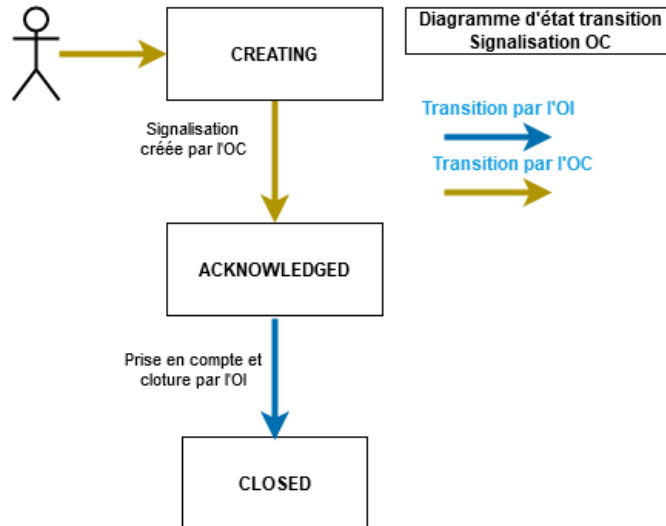 Diagramme d'état transition
Signalisation OC
CREATING
Transition par l'OI
Signalisation
créée par l'OC
Transition par l'OC
ACKNOWLEDGED
Prise en compte et
cloture par l'OI
CLOSED